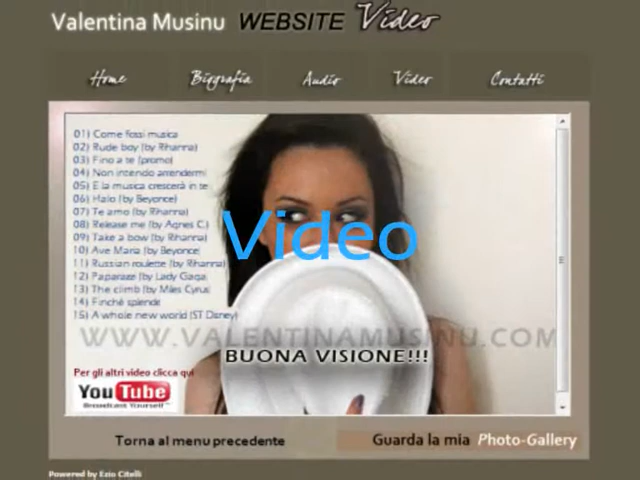 Valentina Musinu WEBSITE Video
Home Biografia Audio Video Contatti
01) Come fossi musica
02) Rude boy (by Rihanna)
03) Fino a te (promo)
04) Non intendo arrendermi
05) E la musica crescerà in te
06) Halo (by Beyonce)
07) Te amo (by Rihanna)
08) Release me (by Agnes C.)
09) Take a bow (by Rihanna)
10) Ave Maria (by Beyonce)
11) Russian roulette (by Rihanna)
12) Paparazzi (by Lady Gaga)
13) The climb (by Miles Cyrus)
14) Finchè splende
15) A whole new world (ST Disney)
Video
WWW.VALENTINAMUSINU.COM
BUONA VISIONE!!!
Per gli altri video clicca qui
YouTube
Broadcast Yourself™
Torna al menu precedente
Guarda la mia Photo-Gallery
Powered by Ezio Citelli